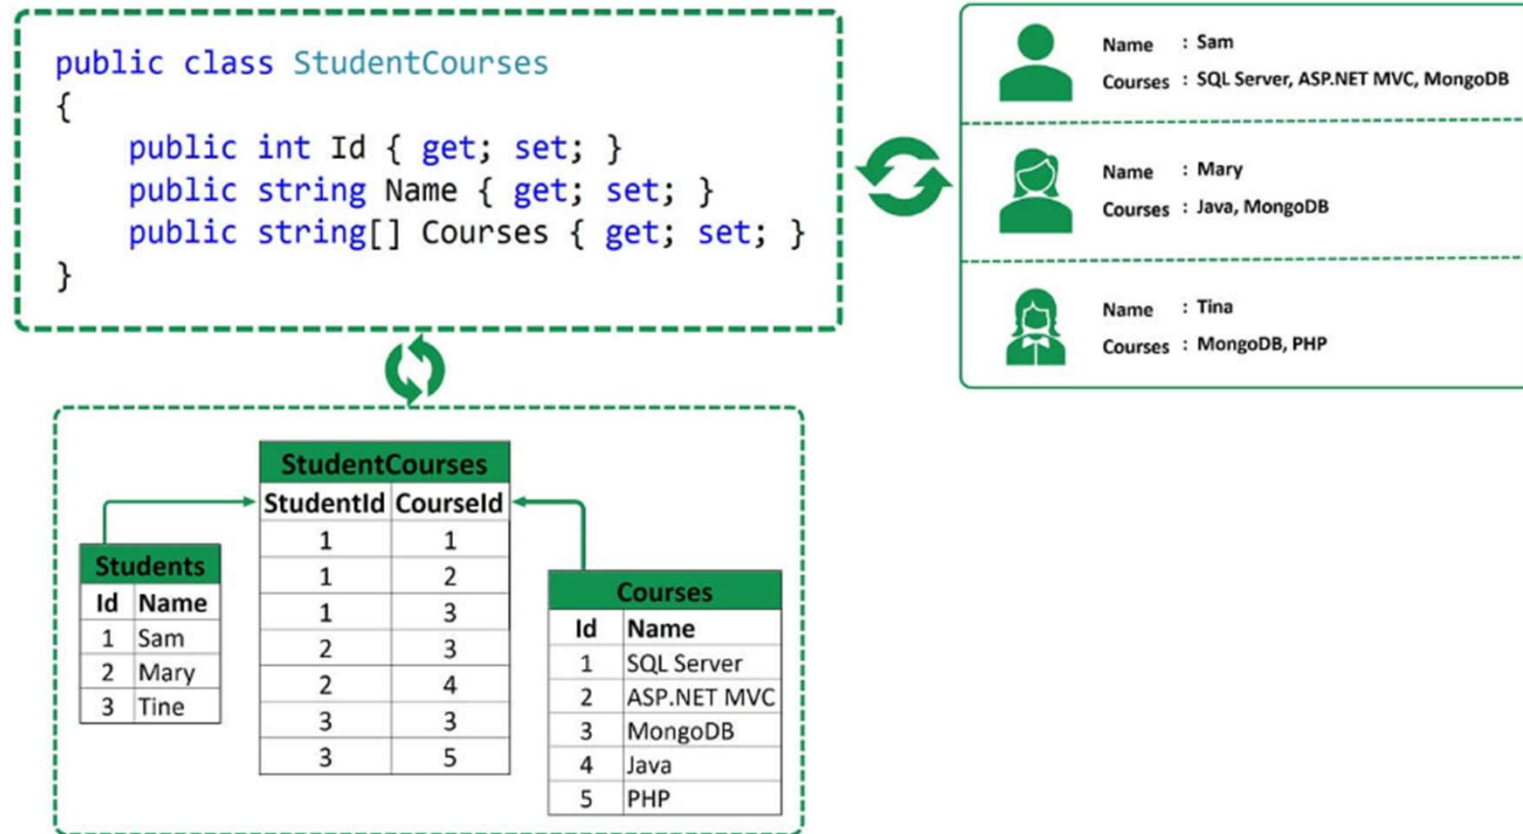 public class StudentCourses
{
public int Id { get; set; }
public string Name { get; set; }
public string[] Courses { get; set; }
}
Name : Sam
Courses : SQL Server, ASP.NET MVC, MongoDB
Name : Mary
Courses : Java, MongoDB
Name : Tina
Courses : MongoDB, PHP
Students
Id Name
1 Sam
2 Mary
3 Tine
StudentCourses
StudentId CourseId
1 1
1 2
1 3
2 3
2 4
3 3
3 5
Courses
Id Name
1 SQL Server
2 ASP.NET MVC
3 MongoDB
4 Java
5 PHP